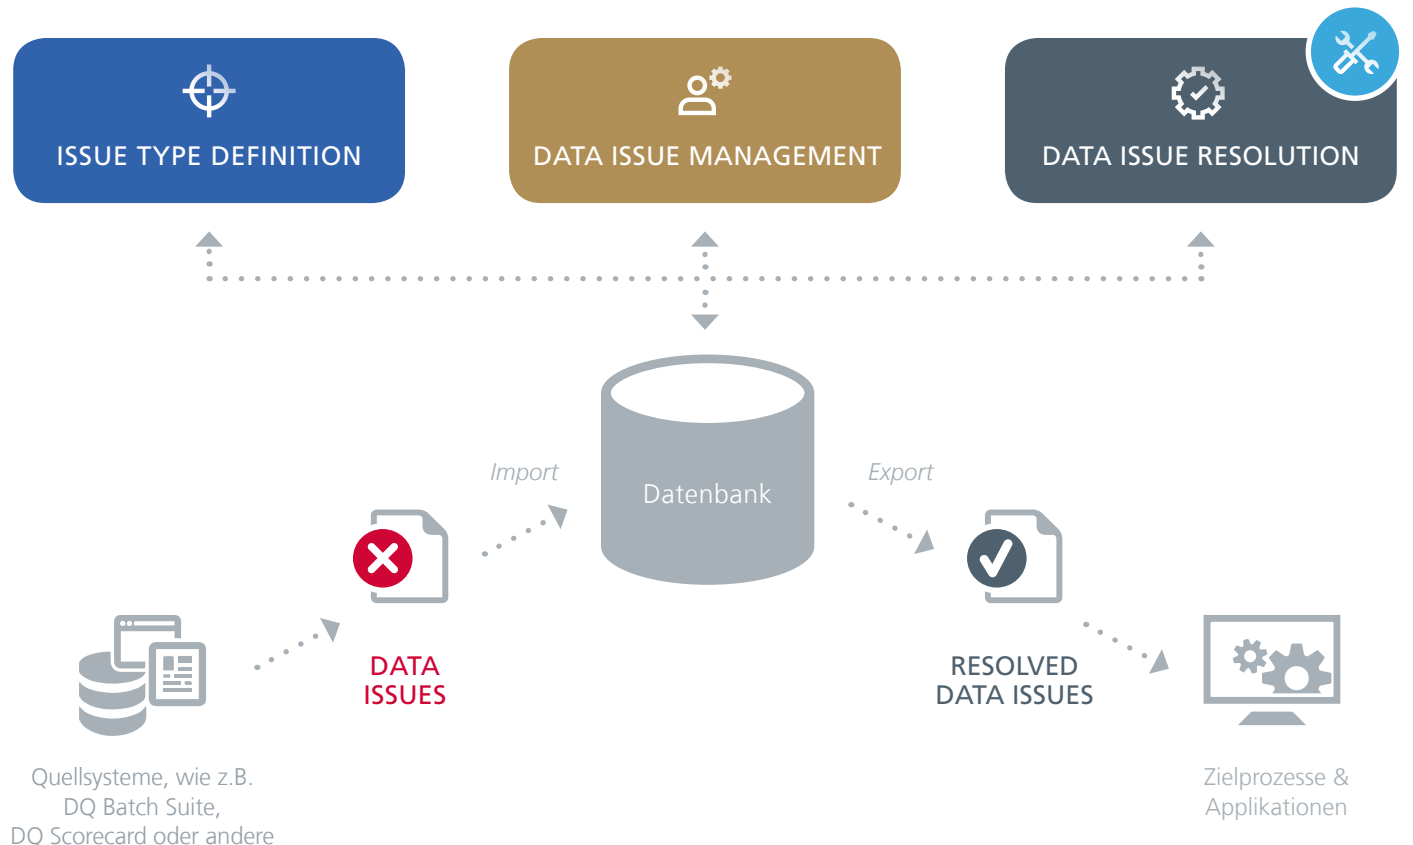 ISSUE TYPE DEFINITION
DATA ISSUE MANAGEMENT
DATA ISSUE RESOLUTION
Import
Datenbank
Export
DATA
ISSUES
RESOLVED
DATA ISSUES
Quellsysteme, wie z.B.
DQ Batch Suite,
DQ Scorecard oder andere
Zielprozesse &
Applikationen